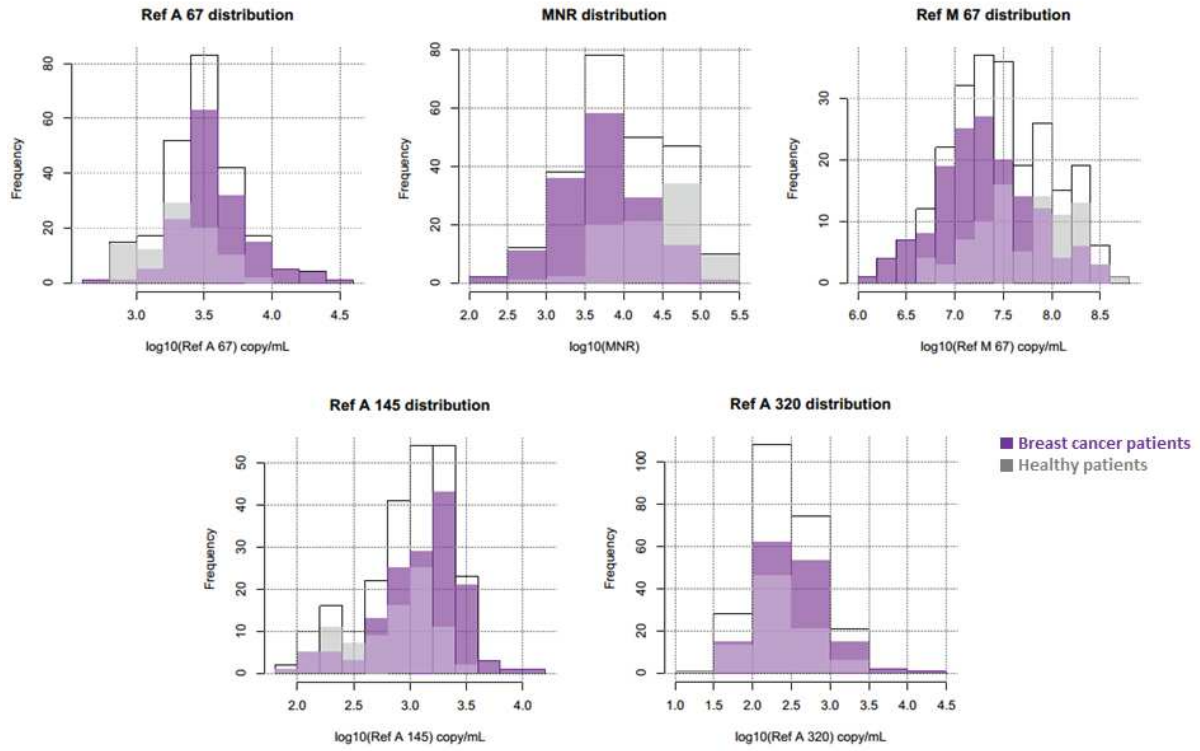 Ref A 67 distribution
MNR distribution
Ref M 67 distribution
Frequency
0 20 40 60 80
3.0 3.5 4.0 4.5
log10(Ref A 67) copy/mL
Frequency
0 20 40 60 80
2.0 2.5 3.0 3.5 4.0 4.5 5.0 5.5
log10(MNR)
Frequency
0 10 20 30
6.0 6.5 7.0 7.5 8.0 8.5
log10(Ref M 67) copy/mL
Ref A 145 distribution
Ref A 320 distribution
Frequency
0 10 20 30 40 50
2.0 2.5 3.0 3.5 4.0
log10(Ref A 145) copy/mL
Frequency
0 20 40 60 80 100
1.0 1.5 2.0 2.5 3.0 3.5 4.0 4.5
log10(Ref A 320) copy/mL
Breast cancer patients
Healthy patients